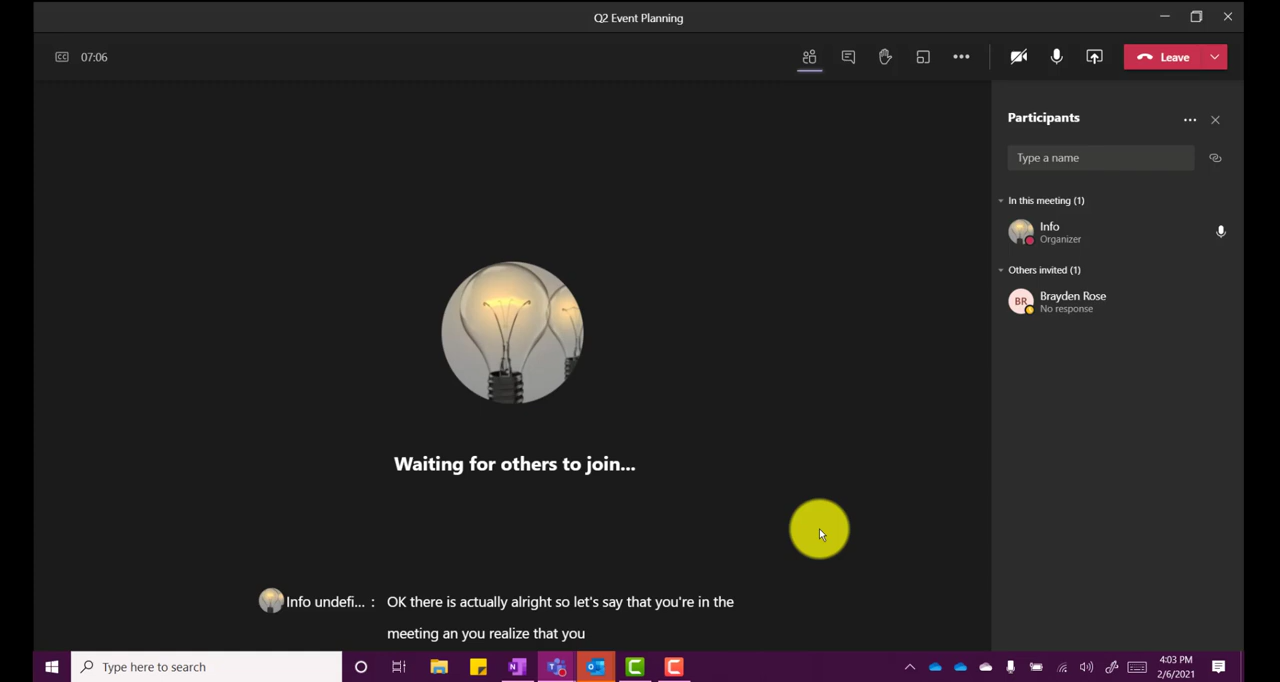 Q2 Event Planning
CC 07:06
Leave
Participants
Type a name
In this meeting (1)
Info
Organizer
Others invited (1)
BR Brayden Rose
No response
Waiting for others to join...
Info undefi... : OK there is actually alright so let's say that you're in the
meeting an you realize that you
Type here to search
N
C
C
4:03 PM
2/6/2021